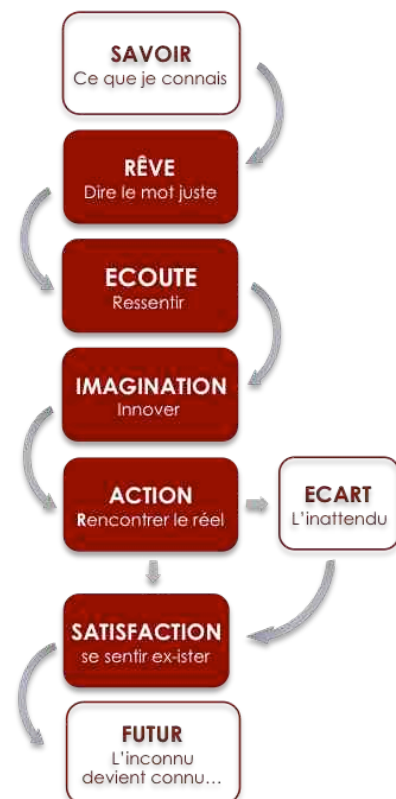 SAVOIR
Ce que je connais
RÊVE
Dire le mot juste
ECOUTE
Ressentir
IMAGINATION
Innover
ACTION
Rencontrer le réel
ECART
L'inattendu
SATISFACTION
se sentir ex-ister
FUTUR
L'inconnu
devient connu...